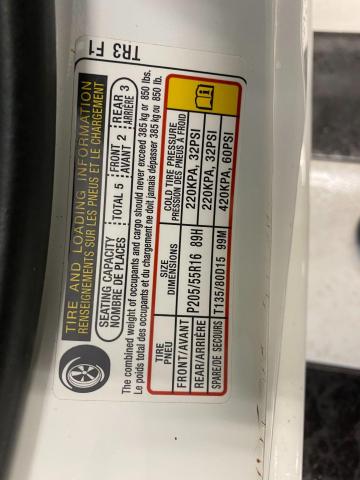 TR3 F1
TIRE AND LOADING INFORMATION
RENSEIGNEMENTS SUR LES PNEUS ET LE CHARGEMENT
SEATING CAPACITY
NOMBRE DE PLACES
TOTAL 5
FRONT
AVANT 2
REAR
ARRIÈRE 3
The combined weight of occupants and cargo should never exceed 385 kg or 850 lbs.
Le poids total des occupants et du chargement ne doit jamais dépasser 385 kg ou 850 lb.
TIRE
PNEU
SIZE
DIMENSIONS
COLD TIRE PRESSURE
PRESSION DES PNEUS À FROID
FRONT/AVANT
REAR/ARRIÈRE
P205/55R16 89H
220KPA, 32PSI
220KPA, 32PSI
SPARE/DE SECOURS T135/80D15 99M 420KPA, 60PSI